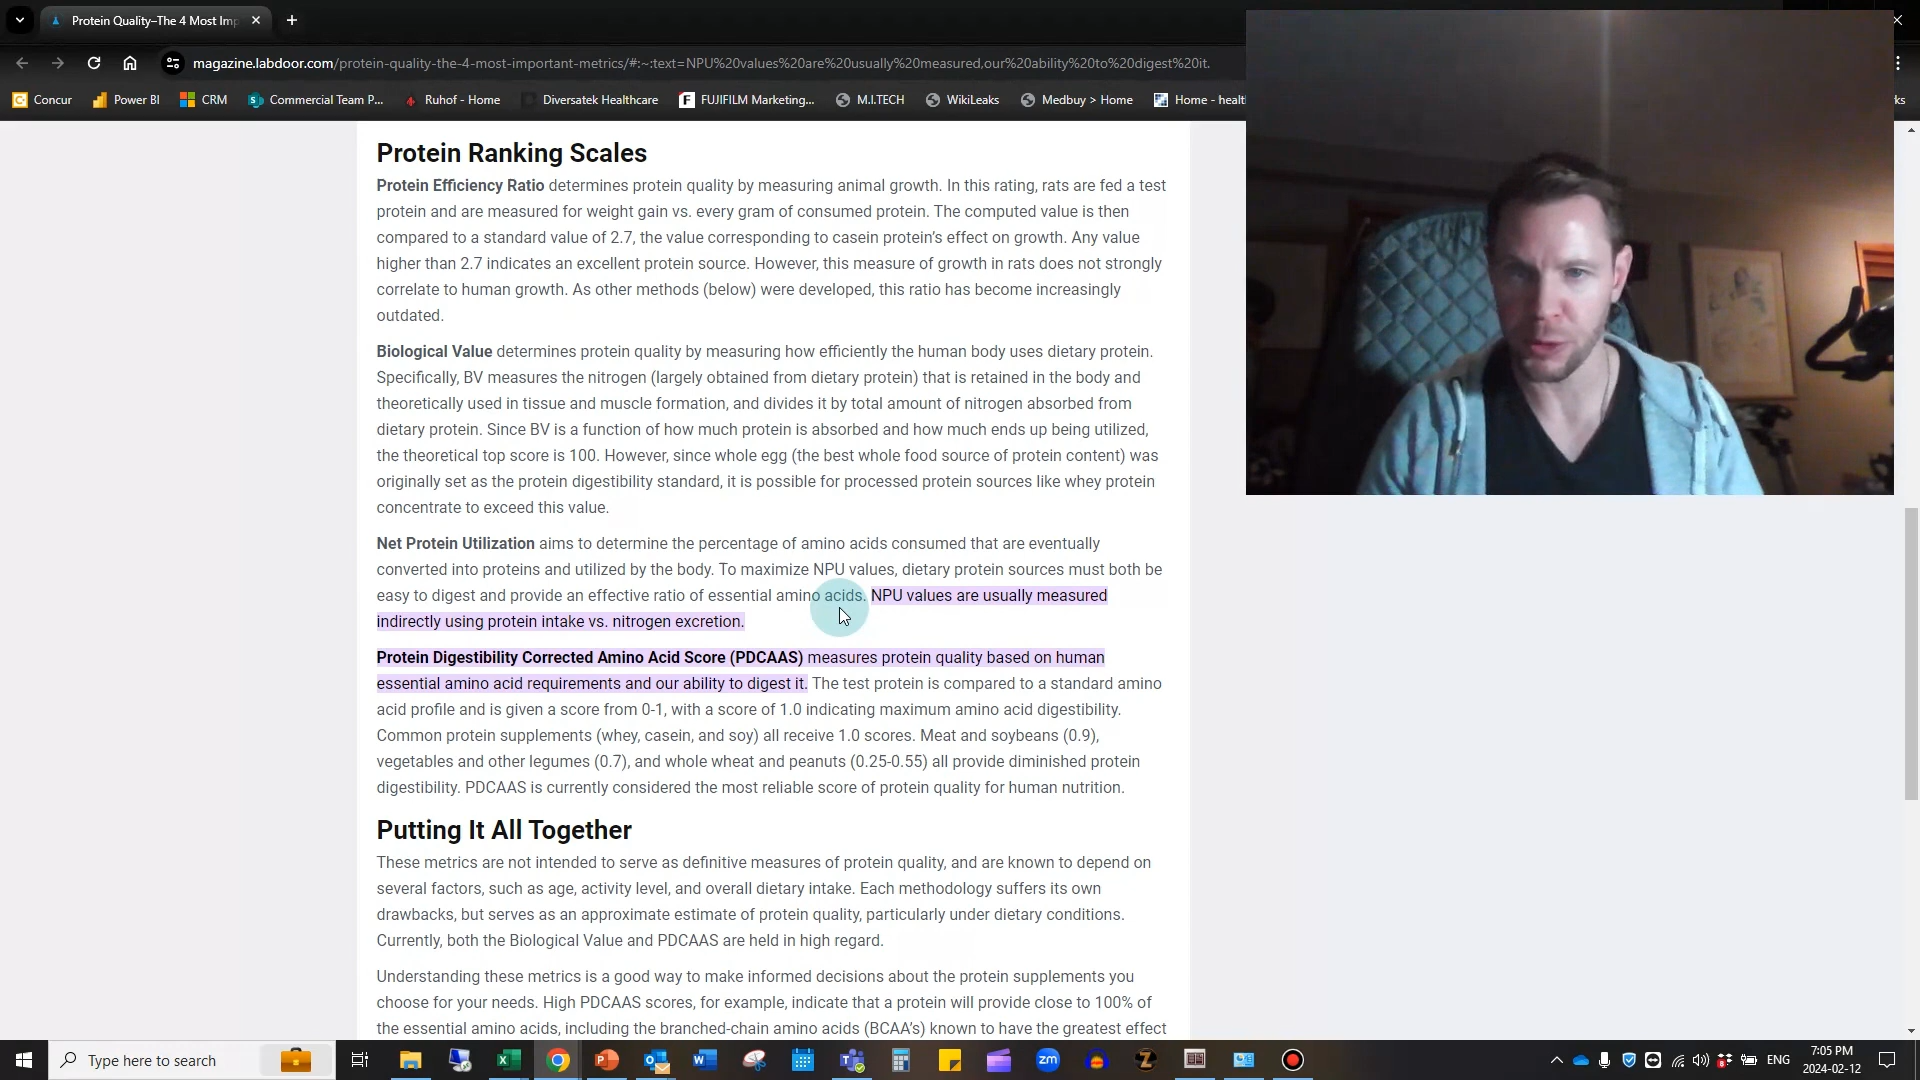 Protein Quality–The 4 Most Imp
magazine.labdoor.com/protein-quality-the-4-most-important-metrics/#:~:text=NPU%20values%20are%20usually%20measured,our%20ability%20to%20digest%20it.
Concur Power BI CRM Commercial Team P... Ruhof - Home Diversatek Healthcare FUJIFILM Marketing,... M.I.TECH WikiLeaks Medbuy > Home Home - healt ks
Protein Ranking Scales
Protein Efficiency Ratio determines protein quality by measuring animal growth. In this rating, rats are fed a test
protein and are measured for weight gain vs. every gram of consumed protein. The computed value is then
compared to a standard value of 2.7, the value corresponding to casein protein's effect on growth. Any value
higher than 2.7 indicates an excellent protein source. However, this measure of growth in rats does not strongly
correlate to human growth. As other methods (below) were developed, this ratio has become increasingly
outdated.
Biological Value determines protein quality by measuring how efficiently the human body uses dietary protein.
Specifically, BV measures the nitrogen (largely obtained from dietary protein) that is retained in the body and
theoretically used in tissue and muscle formation, and divides it by total amount of nitrogen absorbed from
dietary protein. Since BV is a function of how much protein is absorbed and how much ends up being utilized,
the theoretical top score is 100. However, since whole egg (the best whole food source of protein content) was
originally set as the protein digestibility standard, it is possible for processed protein sources like whey protein
concentrate to exceed this value.
Net Protein Utilization aims to determine the percentage of amino acids consumed that are eventually
converted into proteins and utilized by the body. To maximize NPU values, dietary protein sources must both be
easy to digest and provide an effective ratio of essential amino acids. NPU values are usually measured
indirectly using protein intake vs. nitrogen excretion.
Protein Digestibility Corrected Amino Acid Score (PDCAAS) measures protein quality based on human
essential amino acid requirements and our ability to digest it. The test protein is compared to a standard amino
acid profile and is given a score from 0-1, with a score of 1.0 indicating maximum amino acid digestibility.
Common protein supplements (whey, casein, and soy) all receive 1.0 scores. Meat and soybeans (0.9),
vegetables and other legumes (0.7), and whole wheat and peanuts (0.25-0.55) all provide diminished protein
digestibility. PDCAAS is currently considered the most reliable score of protein quality for human nutrition.
Putting It All Together
These metrics are not intended to serve as definitive measures of protein quality, and are known to depend on
several factors, such as age, activity level, and overall dietary intake. Each methodology suffers its own
drawbacks, but serves as an approximate estimate of protein quality, particularly under dietary conditions.
Currently, both the Biological Value and PDCAAS are held in high regard.
Understanding these metrics is a good way to make informed decisions about the protein supplements you
choose for your needs. High PDCAAS scores, for example, indicate that a protein will provide close to 100% of
the essential amino acids, including the branched-chain amino acids (BCAA's) known to have the greatest effect
Type here to search
ENG
7:05 PM
2024-02-12